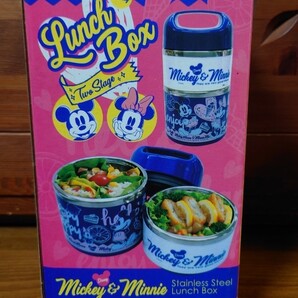 Lunch
Box
Two Stage
Mickey & Minnie
Mickey & Minnie
Mickey & Minnie
Stainless Steel
Lunch Box